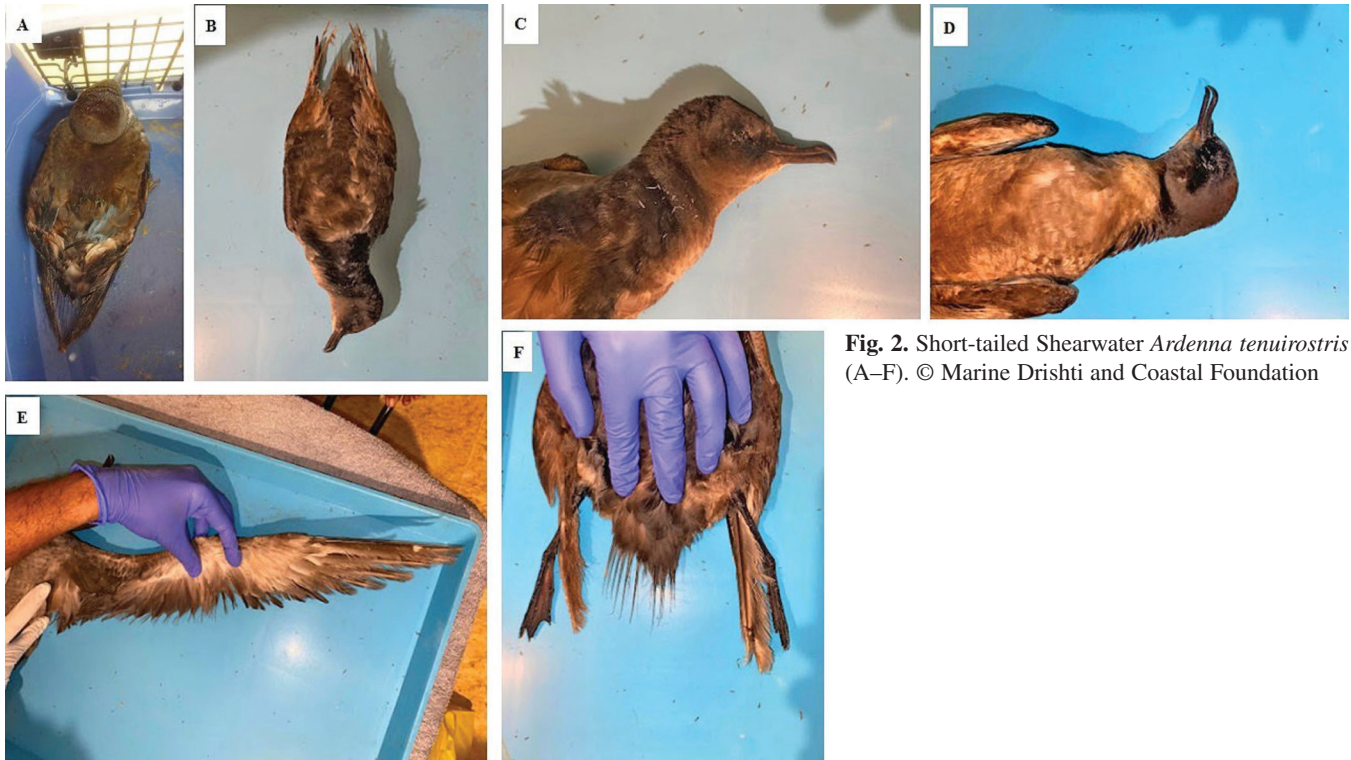 A
B
C
D
E
F
Fig. 2. Short-tailed Shearwater Ardenna tenuirostris
(A–F). © Marine Drishti and Coastal Foundation